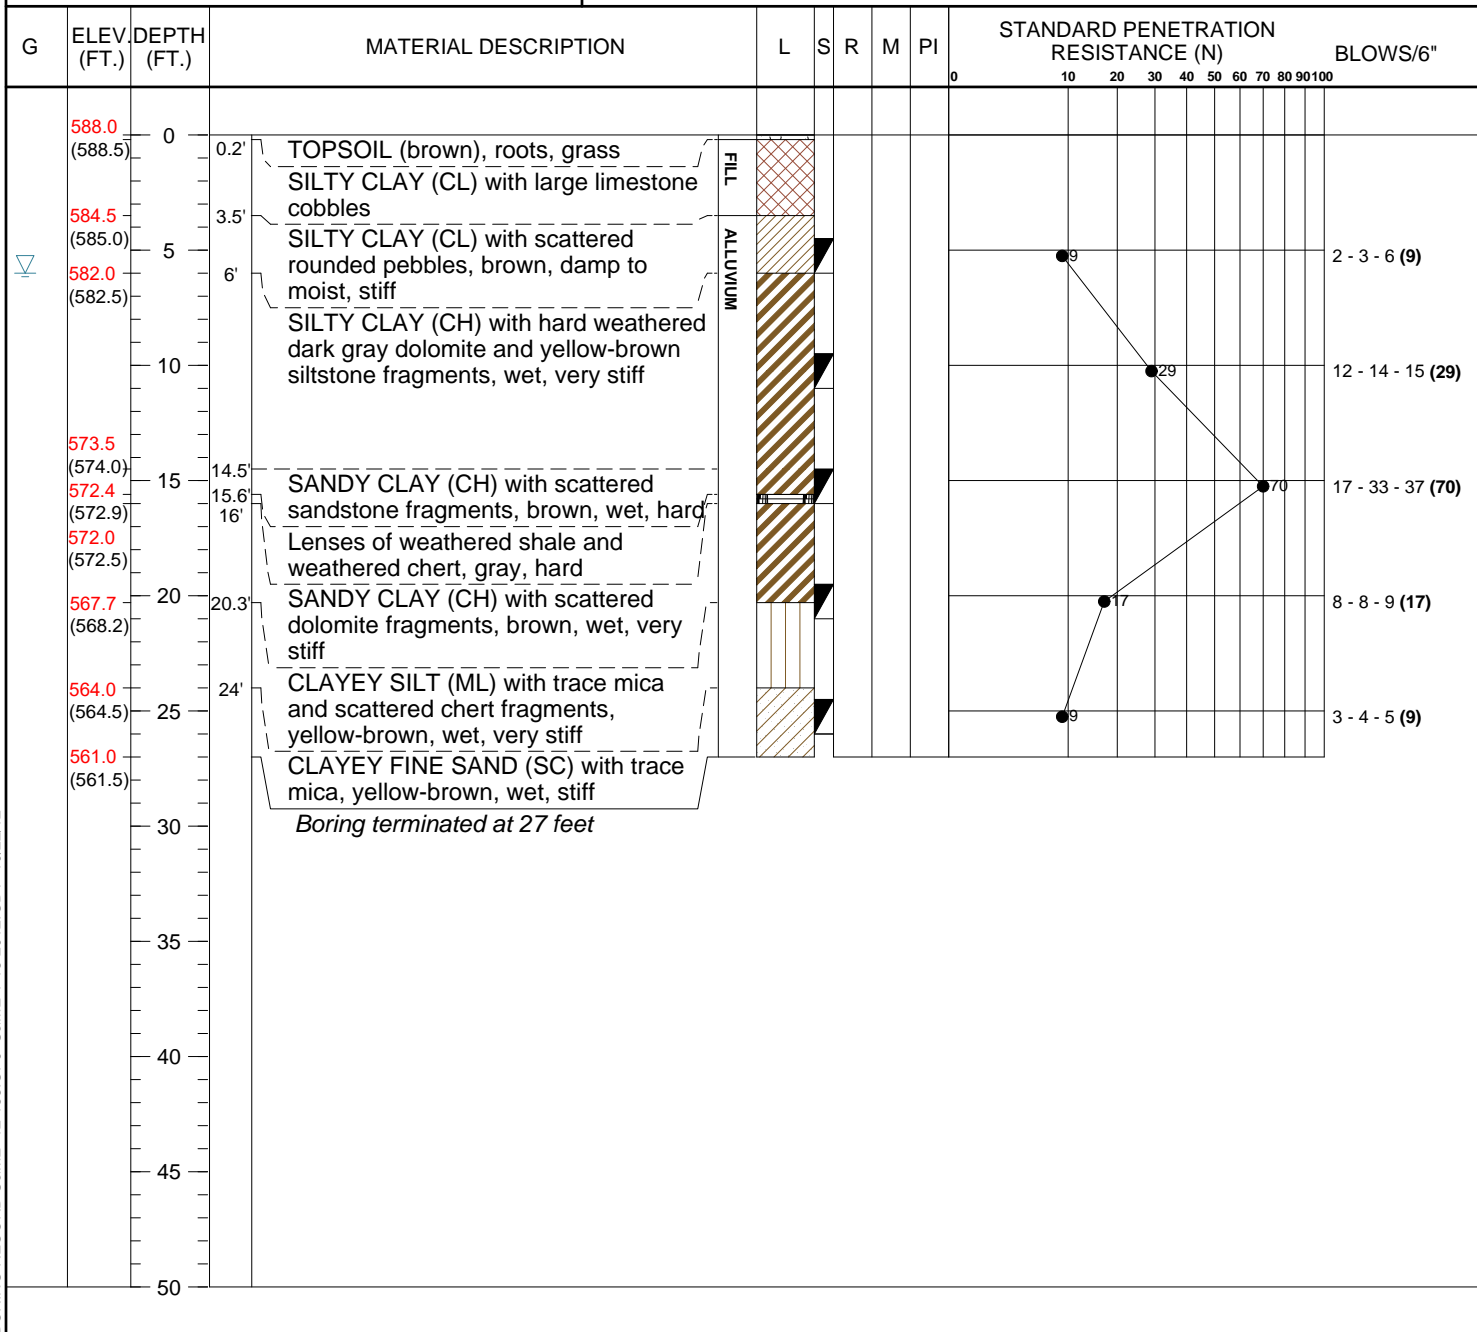 G
ELEV. (FT.)
DEPTH (FT.)
MATERIAL DESCRIPTION
L
S
R
M
PI
STANDARD PENETRATION
RESISTANCE (N)
0 10 20 30 40 50 60 70 80 90 100
BLOWS/6"
588.0
(588.5)
0
0.2'
TOPSOIL (brown), roots, grass
FILL
SILTY CLAY (CL) with large limestone
cobbles
584.5
(585.0)
3.5'
SILTY CLAY (CL) with scattered
rounded pebbles, brown, damp to
moist, stiff
ALLUVIUM
5
9
2 - 3 - 6 (9)
582.0
(582.5)
6'
SILTY CLAY (CH) with hard weathered
dark gray dolomite and yellow-brown
siltstone fragments, wet, very stiff
10
29
12 - 14 - 15 (29)
573.5
(574.0)
14.5'
SANDY CLAY (CH) with scattered
sandstone fragments, brown, wet, hard
15
70
17 - 33 - 37 (70)
572.4
(572.9)
15.6'
Lenses of weathered shale and
weathered chert, gray, hard
572.0
(572.5)
16'
SANDY CLAY (CH) with scattered
dolomite fragments, brown, wet, very
stiff
20
17
8 - 8 - 9 (17)
567.7
(568.2)
20.3'
CLAYEY SILT (ML) with trace mica
and scattered chert fragments,
yellow-brown, wet, very stiff
564.0
(564.5)
24'
CLAYEY FINE SAND (SC) with trace
mica, yellow-brown, wet, stiff
25
9
3 - 4 - 5 (9)
561.0
(561.5)
Boring terminated at 27 feet
30
35
40
45
50